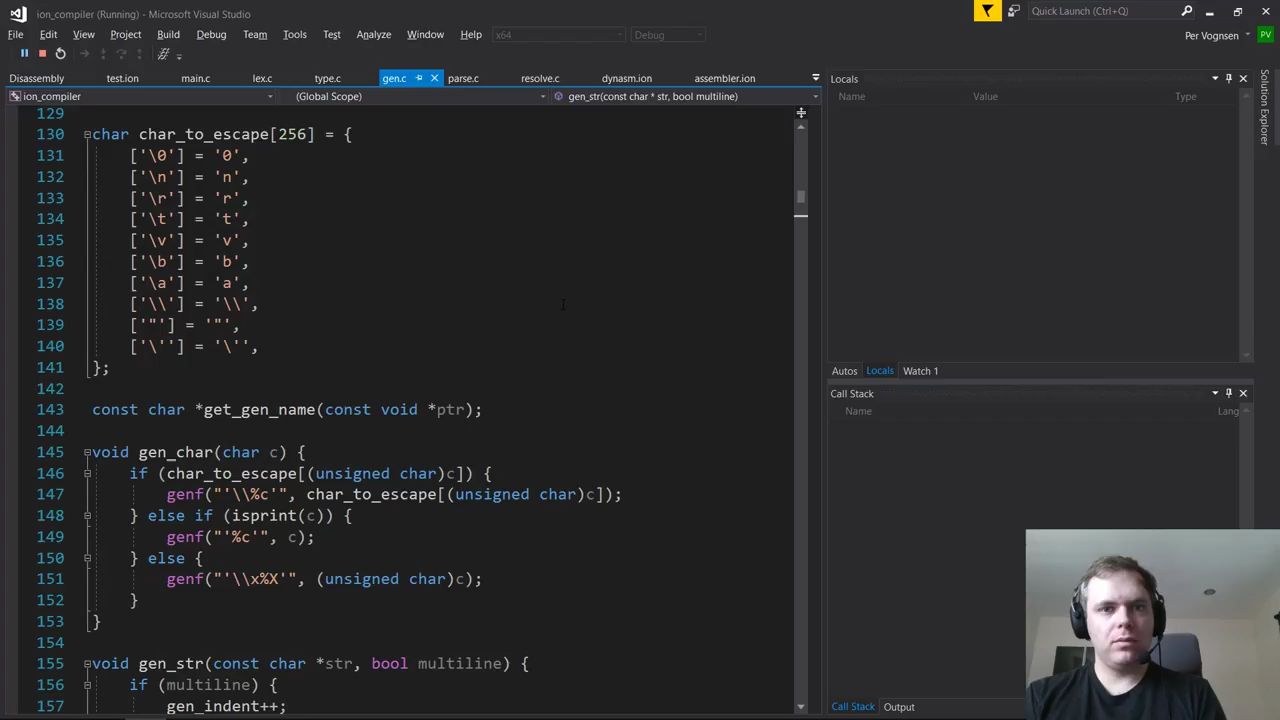 ion_compiler (Running) - Microsoft Visual Studio
Quick Launch (Ctrl+Q)
File Edit View Project Build Debug Team Tools Test Analyze Window Help x64 Debug
Per Vognsen PV
Disassembly test.ion main.c lex.c type.c gen.c parse.c resolve.c dynasm.ion assembler.ion
ion_compiler (Global Scope) gen_str(const char * str, bool multiline)
129
130 char char_to_escape[256] = {
131 ['\0'] = '0',
132 ['\n'] = 'n',
133 ['\r'] = 'r',
134 ['\t'] = 't',
135 ['\v'] = 'v',
136 ['\b'] = 'b',
137 ['\a'] = 'a',
138 ['\\'] = '\\',
139 ['"'] = '"',
140 ['\''] = '\'',
141 };
142
143 const char *get_gen_name(const void *ptr);
144
145 void gen_char(char c) {
146 if (char_to_escape[(unsigned char)c]) {
147 genf("'\\%c'", char_to_escape[(unsigned char)c]);
148 } else if (isprint(c)) {
149 genf("'%c'", c);
150 } else {
151 genf("'\\x%X'", (unsigned char)c);
152 }
153 }
154
155 void gen_str(const char *str, bool multiline) {
156 if (multiline) {
157 gen_indent++;
Locals
Name Value Type
Autos Locals Watch 1
Call Stack
Name Lang
Call Stack Output
Solution Explorer